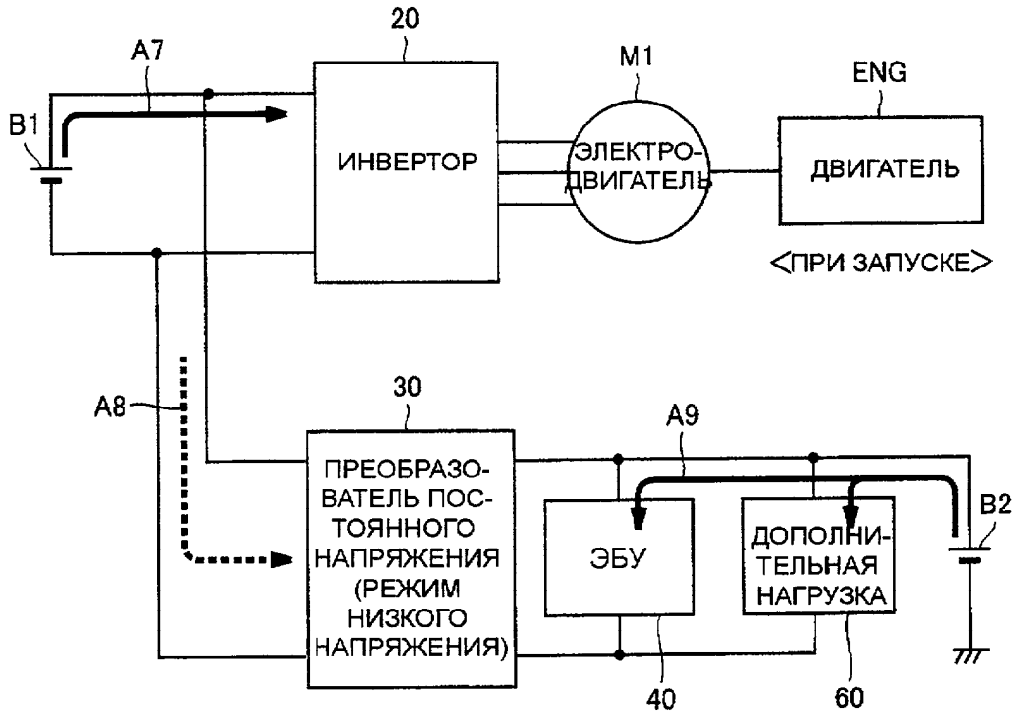 20
A7
M1
ENG
B1
ИНВЕРТОР
ЭЛЕКТРО-
ДВИГАТЕЛЬ
ДВИГАТЕЛЬ
<ПРИ ЗАПУСКЕ>
30
A8
A9
ПРЕОБРАЗО-
ВАТЕЛЬ ПОС-
ТОЯННОГО
НАПРЯЖЕНИЯ
(РЕЖИМ
НИЗКОГО
НАПРЯЖЕНИЯ)
ЭБУ
ДОПОЛНИ-
ТЕЛЬНАЯ
НАГРУЗКА
B2
40
60